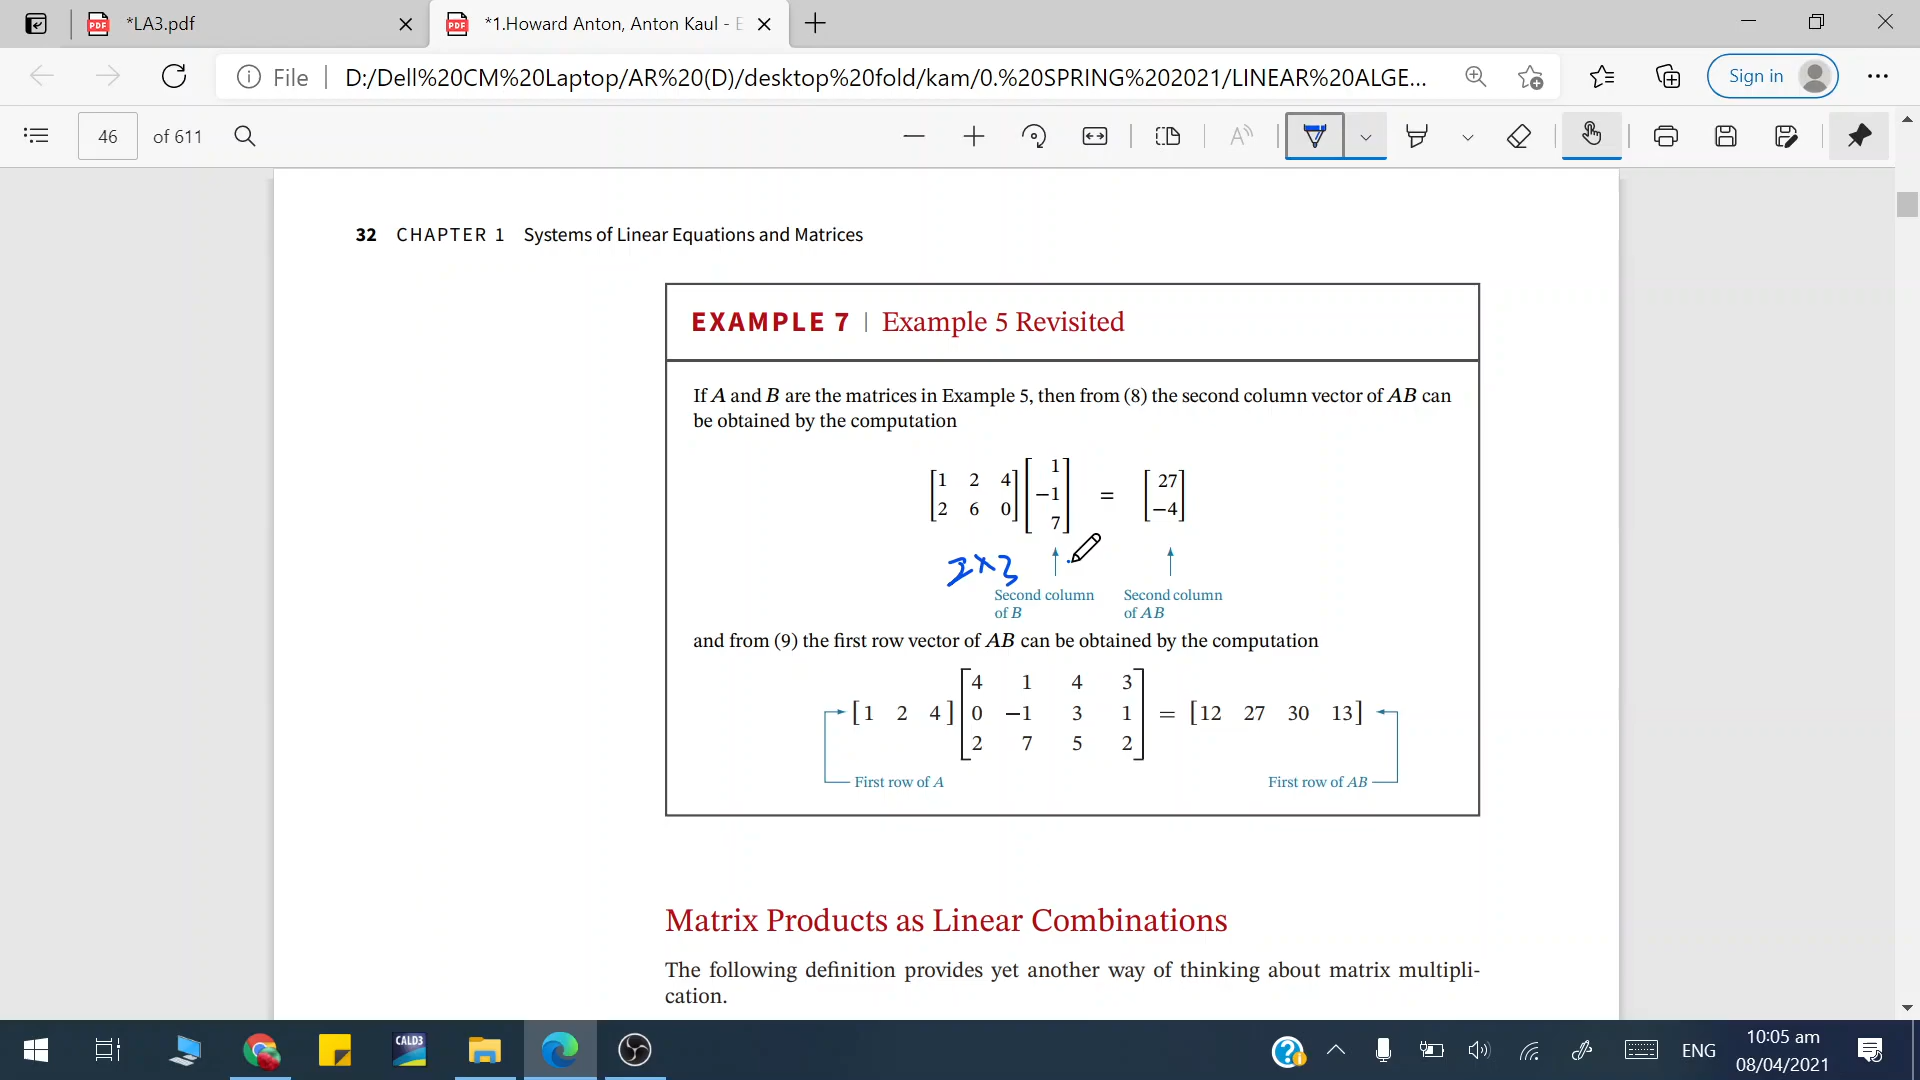 *LA3.pdf
*1.Howard Anton, Anton Kaul - E
File
D:/Dell%20CM%20Laptop/AR%20(D)/desktop%20fold/kam/0.%20SPRING%202021/LINEAR%20ALGE...
Sign in
46 of 611
32 CHAPTER 1 Systems of Linear Equations and Matrices
EXAMPLE 7 | Example 5 Revisited
If A and B are the matrices in Example 5, then from (8) the second column vector of AB can
be obtained by the computation
[1 2 4] [1] = [27]
[2 6 0] [−1] [−4]
[7]
2×3
Second column Second column
of B of AB
and from (9) the first row vector of AB can be obtained by the computation
4 1 4 3
[1 2 4] 0 −1 3 1 = [12 27 30 13]
2 7 5 2
First row of A First row of AB
Matrix Products as Linear Combinations
The following definition provides yet another way of thinking about matrix multipli-
cation.
CALD3
ENG
10:05 am
08/04/2021